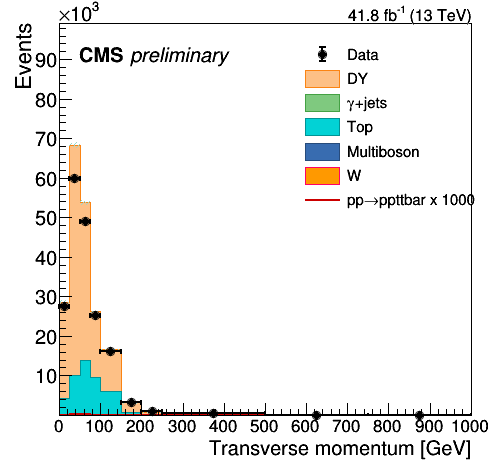 ×10³
41.8 fb⁻¹ (13 TeV)
Events
CMS preliminary
Data
DY
γ+jets
Top
Multiboson
W
pp→ppttbar x 1000
90
80
70
60
50
40
30
20
10
0 100 200 300 400 500 600 700 800 900 1000
Transverse momentum [GeV]